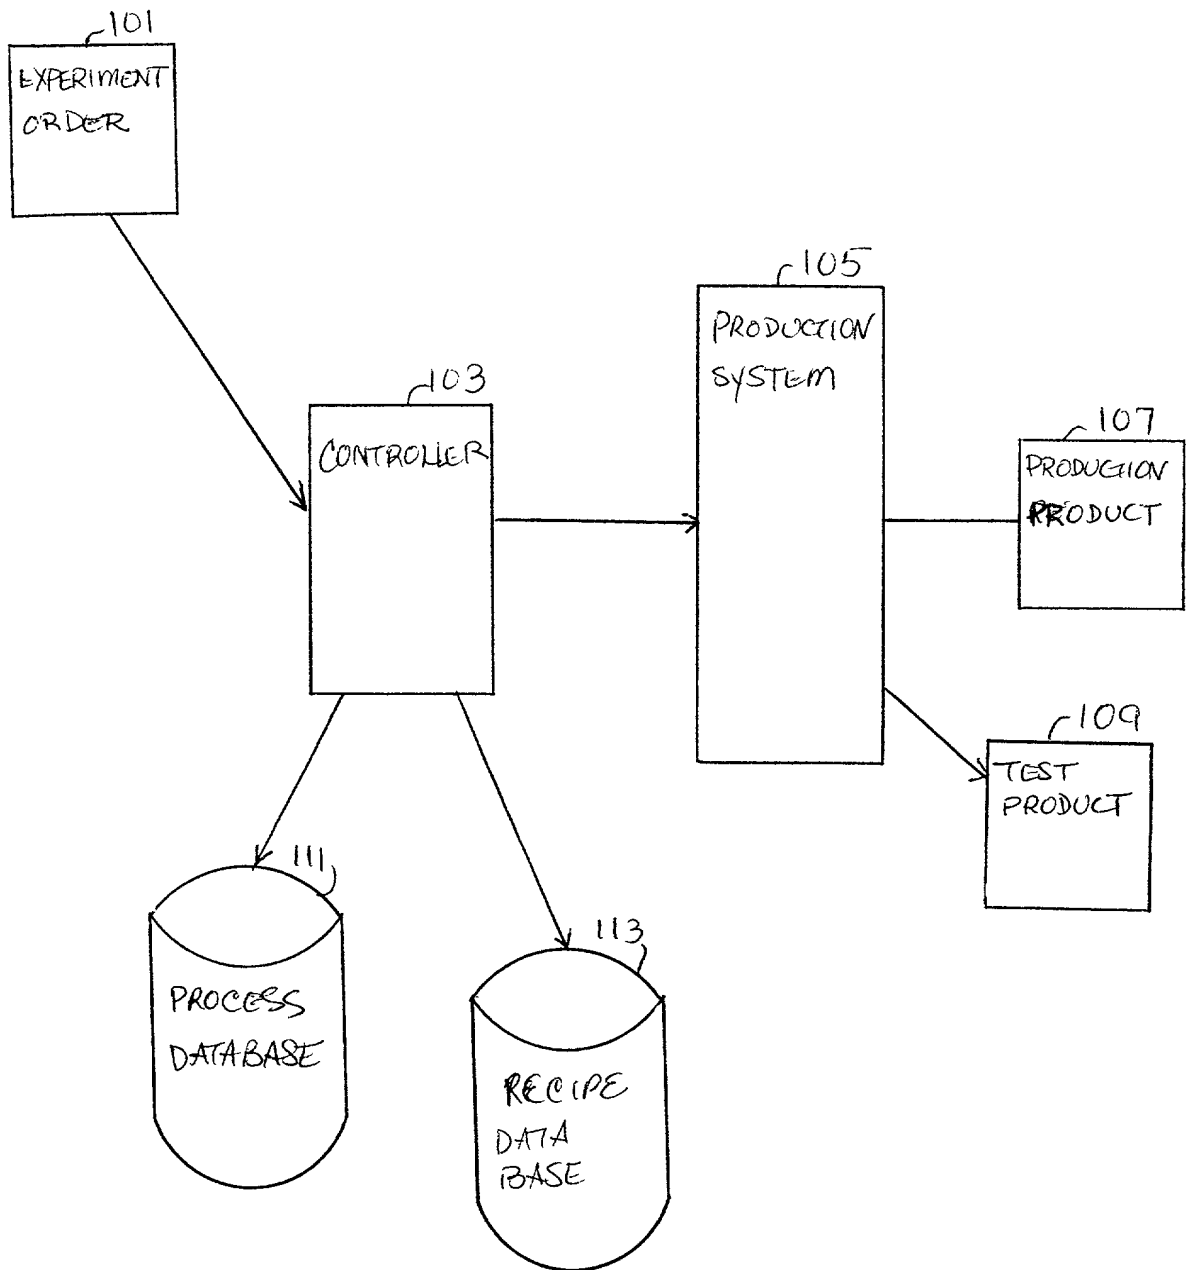 101
EXPERIMENT
ORDER
105
PRODUCTION
SYSTEM
103
CONTROLLER
107
PRODUCTION
PRODUCT
109
TEST
PRODUCT
111
PROCESS
DATABASE
113
RECIPE
DATA
BASE